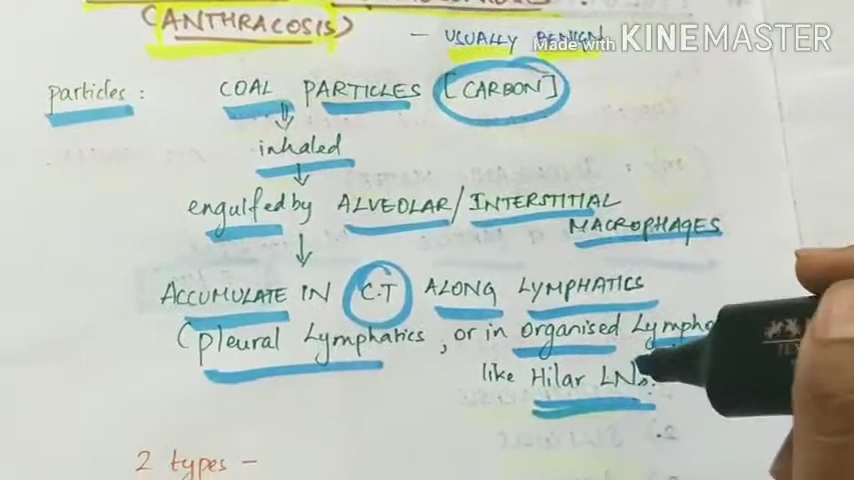 (ANTHRACOSIS)
- USUALLY BENIGN
Made with KINEMASTER
particles : COAL PARTICLES [CARBON]
inhaled
engulfed by ALVEOLAR/INTERSTITIAL
MACROPHAGES
ACCUMULATE IN C.T ALONG LYMPHATICS
(pleural Lymphatics, or in organised
like Hilar LNs.
2 types -